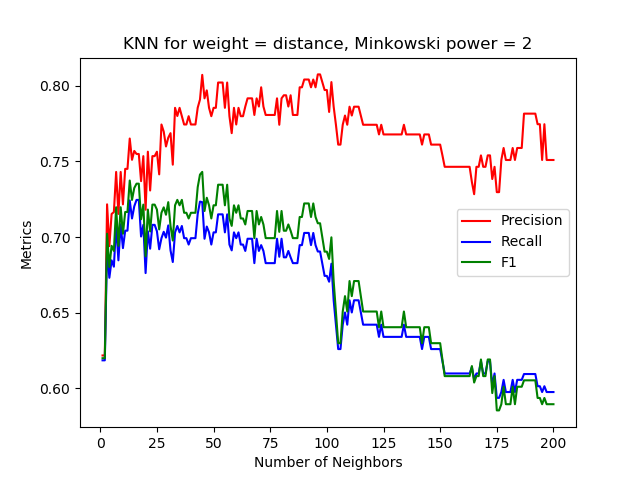 KNN for weight = distance, Minkowski power = 2
Metrics
0.80
0.75
0.70
0.65
0.60
Precision
Recall
F1
0 25 50 75 100 125 150 175 200
Number of Neighbors